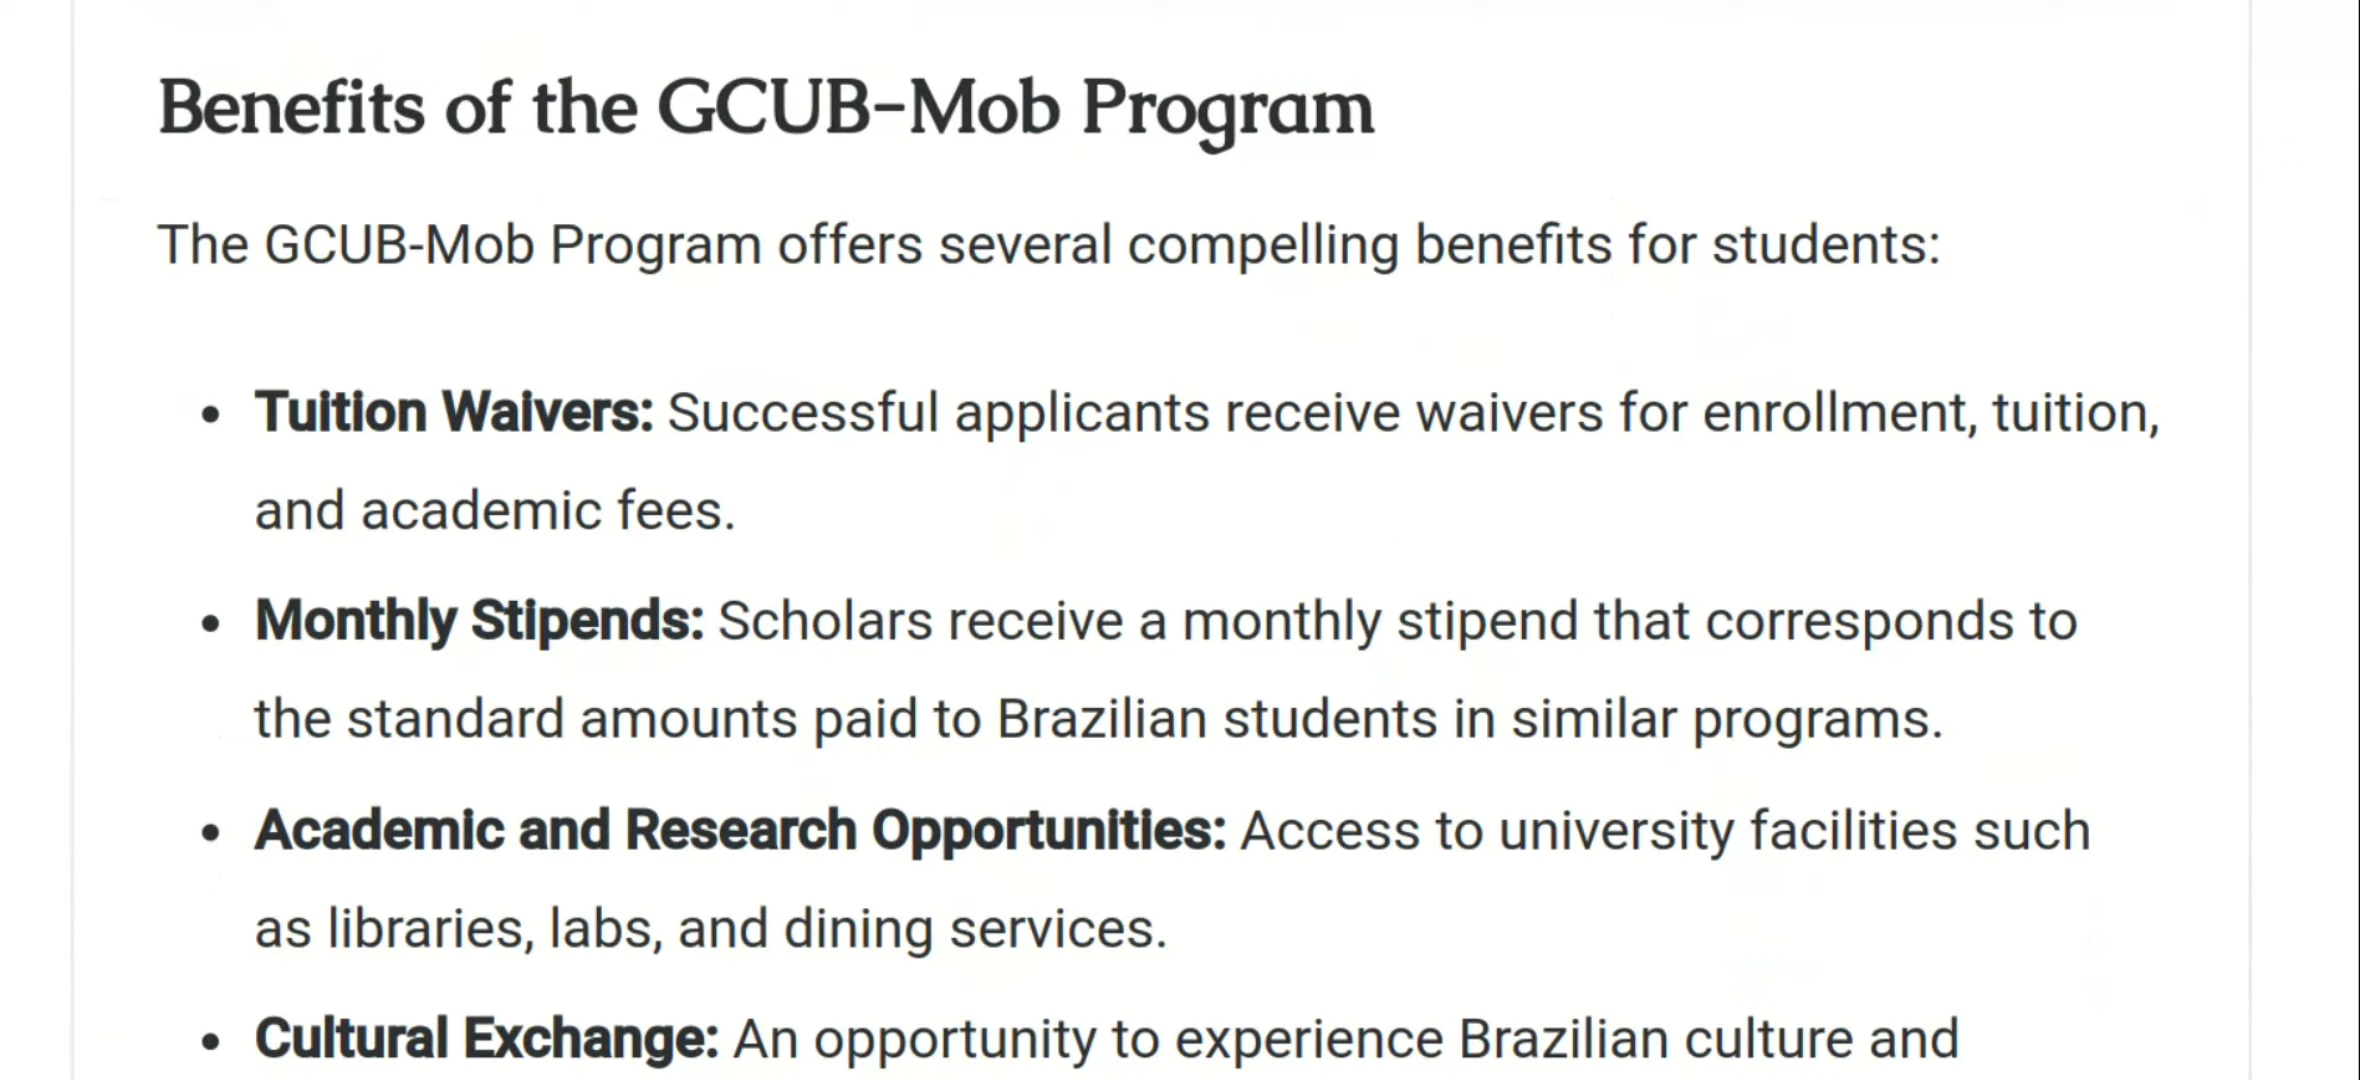 Benefits of the GCUB-Mob Program
The GCUB-Mob Program offers several compelling benefits for students:
• Tuition Waivers: Successful applicants receive waivers for enrollment, tuition,
and academic fees.
• Monthly Stipends: Scholars receive a monthly stipend that corresponds to
the standard amounts paid to Brazilian students in similar programs.
• Academic and Research Opportunities: Access to university facilities such
as libraries, labs, and dining services.
• Cultural Exchange: An opportunity to experience Brazilian culture and